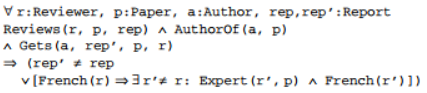 ∀ r:Reviewer, p:Paper, a:Author, rep,rep':Report
Reviews(r, p, rep) ∧ AuthorOf(a, p)
∧ Gets(a, rep', p, r)
⇒ (rep' ≠ rep
∨[French(r)⇒∃r'≠ r: Expert(r',p) ∧ French(r')])